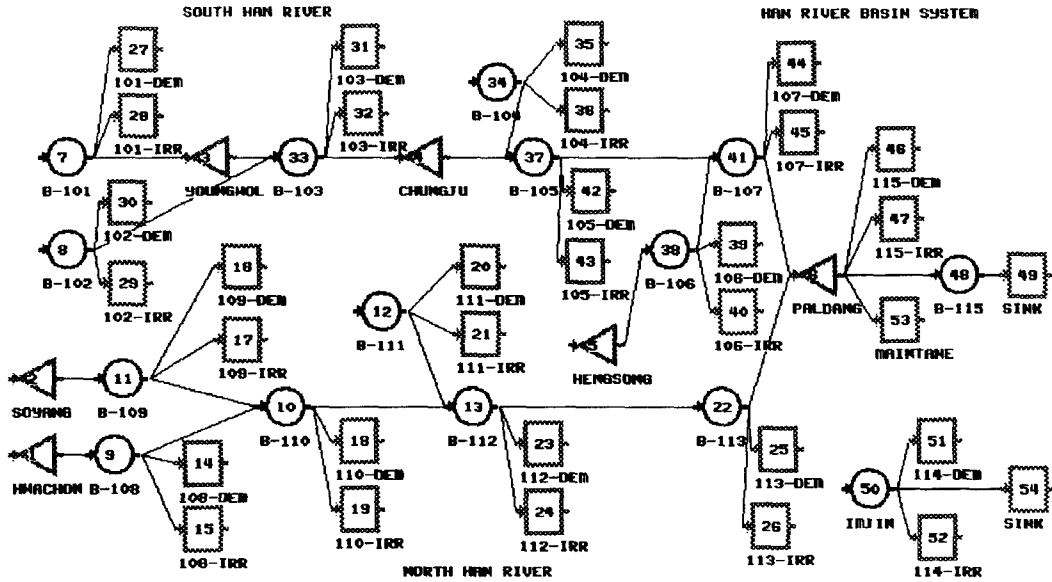 SOUTH HAN RIVER
HAN RIVER BASIN SYSTEM
27
101-DEM
28
101-IRR
7
B-101
3
YOUNGWOL
30
102-DEM
8
B-102
29
102-IRR
31
103-DEM
32
103-IRR
33
B-103
4
CHUNGJU
34
35
104-DEM
36
104-IRR
37
B-105
42
105-DEM
43
105-IRR
38
B-106
39
106-DEM
40
106-IRR
HENGSONG
41
B-107
44
107-DEM
45
107-IRR
PALDANG
46
115-DEM
47
115-IRR
48
B-115
49
SINK
53
MAINTANE
SOYANG
11
B-109
109-DEM
17
109-IRR
HWACHON
9
B-108
14
108-DEM
15
108-IRR
10
B-110
18
110-DEM
19
110-IRR
12
B-111
20
111-DEM
21
111-IRR
13
B-112
23
112-DEM
24
112-IRR
22
B-113
25
113-DEM
26
113-IRR
50
IMJIN
51
114-DEM
52
114-IRR
54
SINK
NORTH HAN RIVER